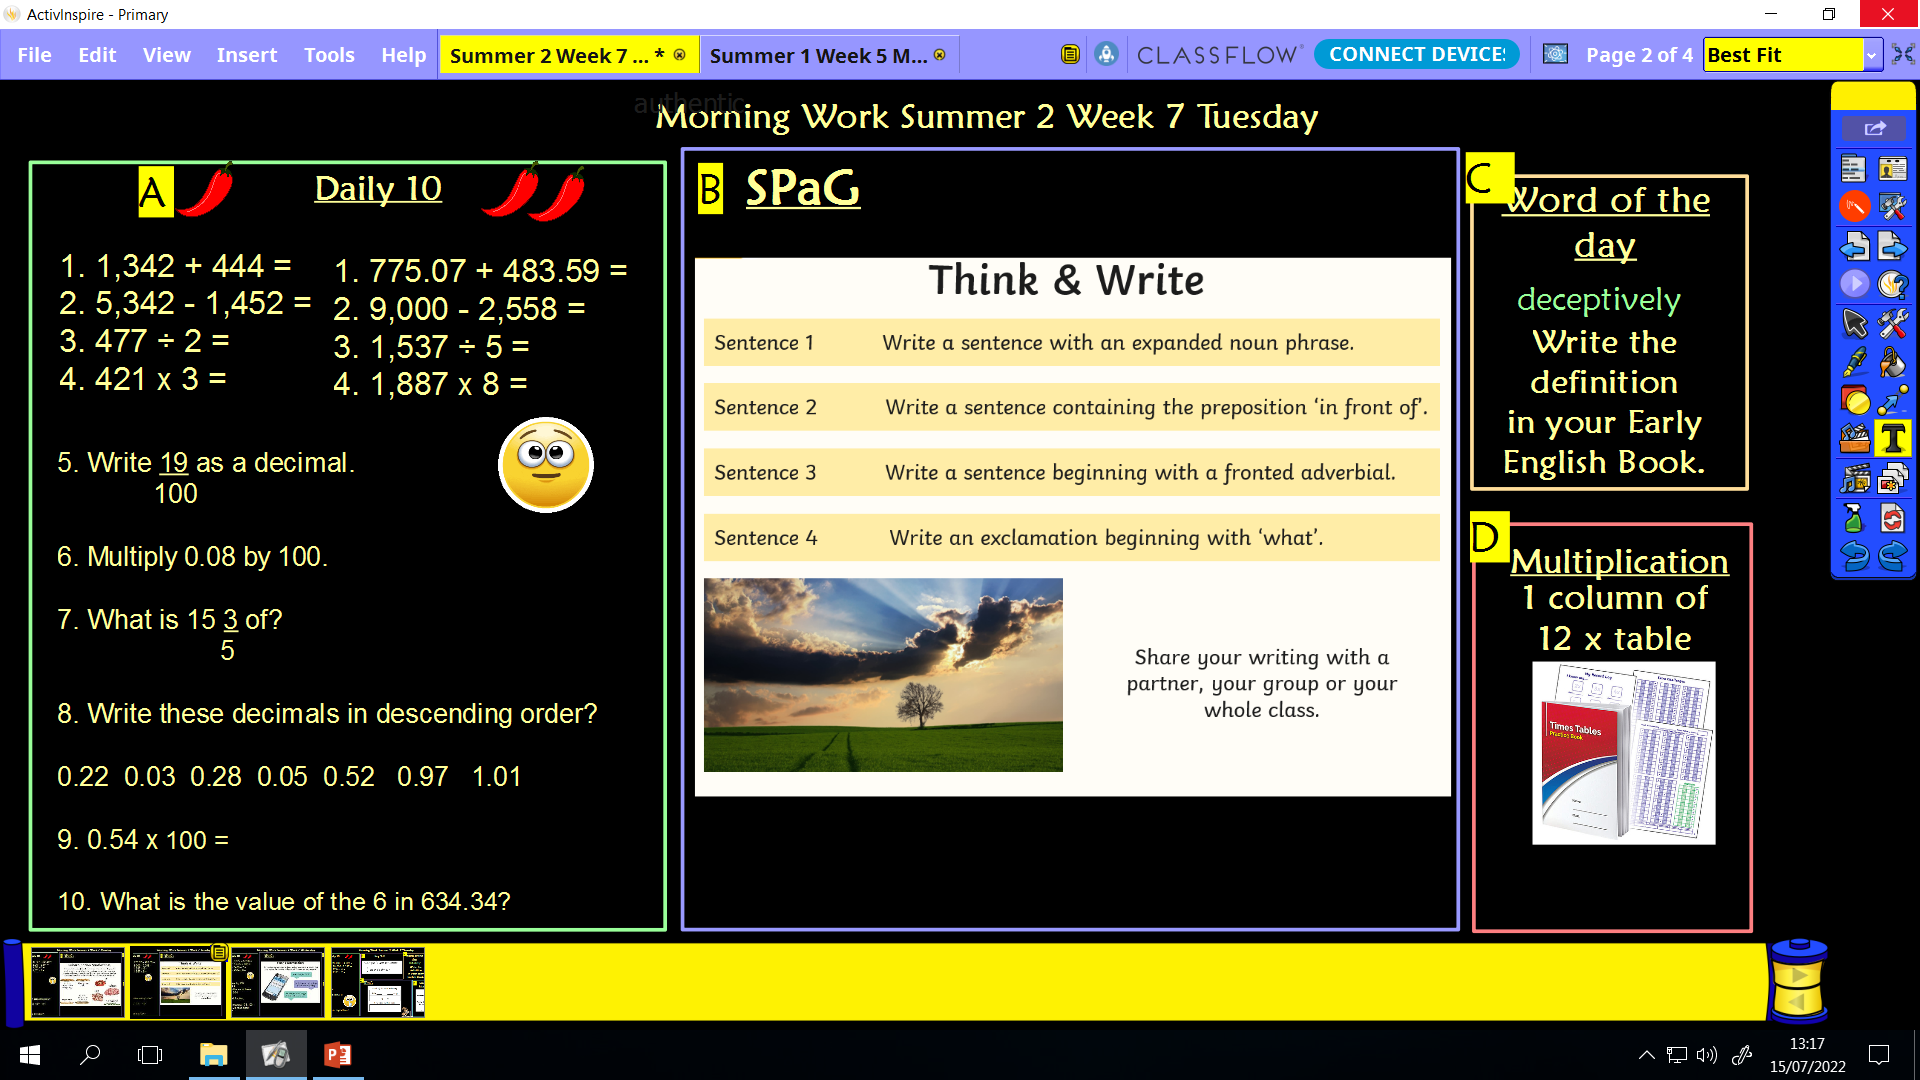 ActivInspire - Primary
File Edit View Insert Tools Help
Summer 2 Week 7 ... *
Summer 1 Week 5 M...
CLASSFLOW
CONNECT DEVICES
Page 2 of 4
Best Fit
authentic
Morning Work Summer 2 Week 7 Tuesday
A
Daily 10
1. 1,342 + 444 =
2. 5,342 - 1,452 =
3. 477 ÷ 2 =
4. 421 x 3 =
1. 775.07 + 483.59 =
2. 9,000 - 2,558 =
3. 1,537 ÷ 5 =
4. 1,887 x 8 =
5. Write 19 as a decimal.
100
6. Multiply 0.08 by 100.
7. What is 15 3 of?
5
8. Write these decimals in descending order?
0.22 0.03 0.28 0.05 0.52 0.97 1.01
9. 0.54 x 100 =
10. What is the value of the 6 in 634.34?
B
SPaG
Think & Write
Sentence 1 Write a sentence with an expanded noun phrase.
Sentence 2 Write a sentence containing the preposition ‘in front of’.
Sentence 3 Write a sentence beginning with a fronted adverbial.
Sentence 4 Write an exclamation beginning with ‘what’.
Share your writing with a
partner, your group or your
whole class.
C
Word of the
day
deceptively
Write the
definition
in your Early
English Book.
D
Multiplication
1 column of
12 x table
Times Tables
Practice Book
13:17
15/07/2022